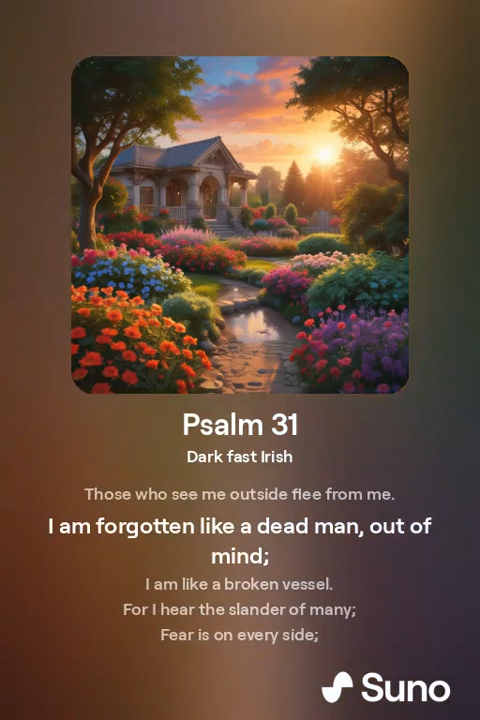 Psalm 31
Dark fast Irish
Those who see me outside flee from me.
I am forgotten like a dead man, out of
mind;
I am like a broken vessel.
For I hear the slander of many;
Fear is on every side;
Suno